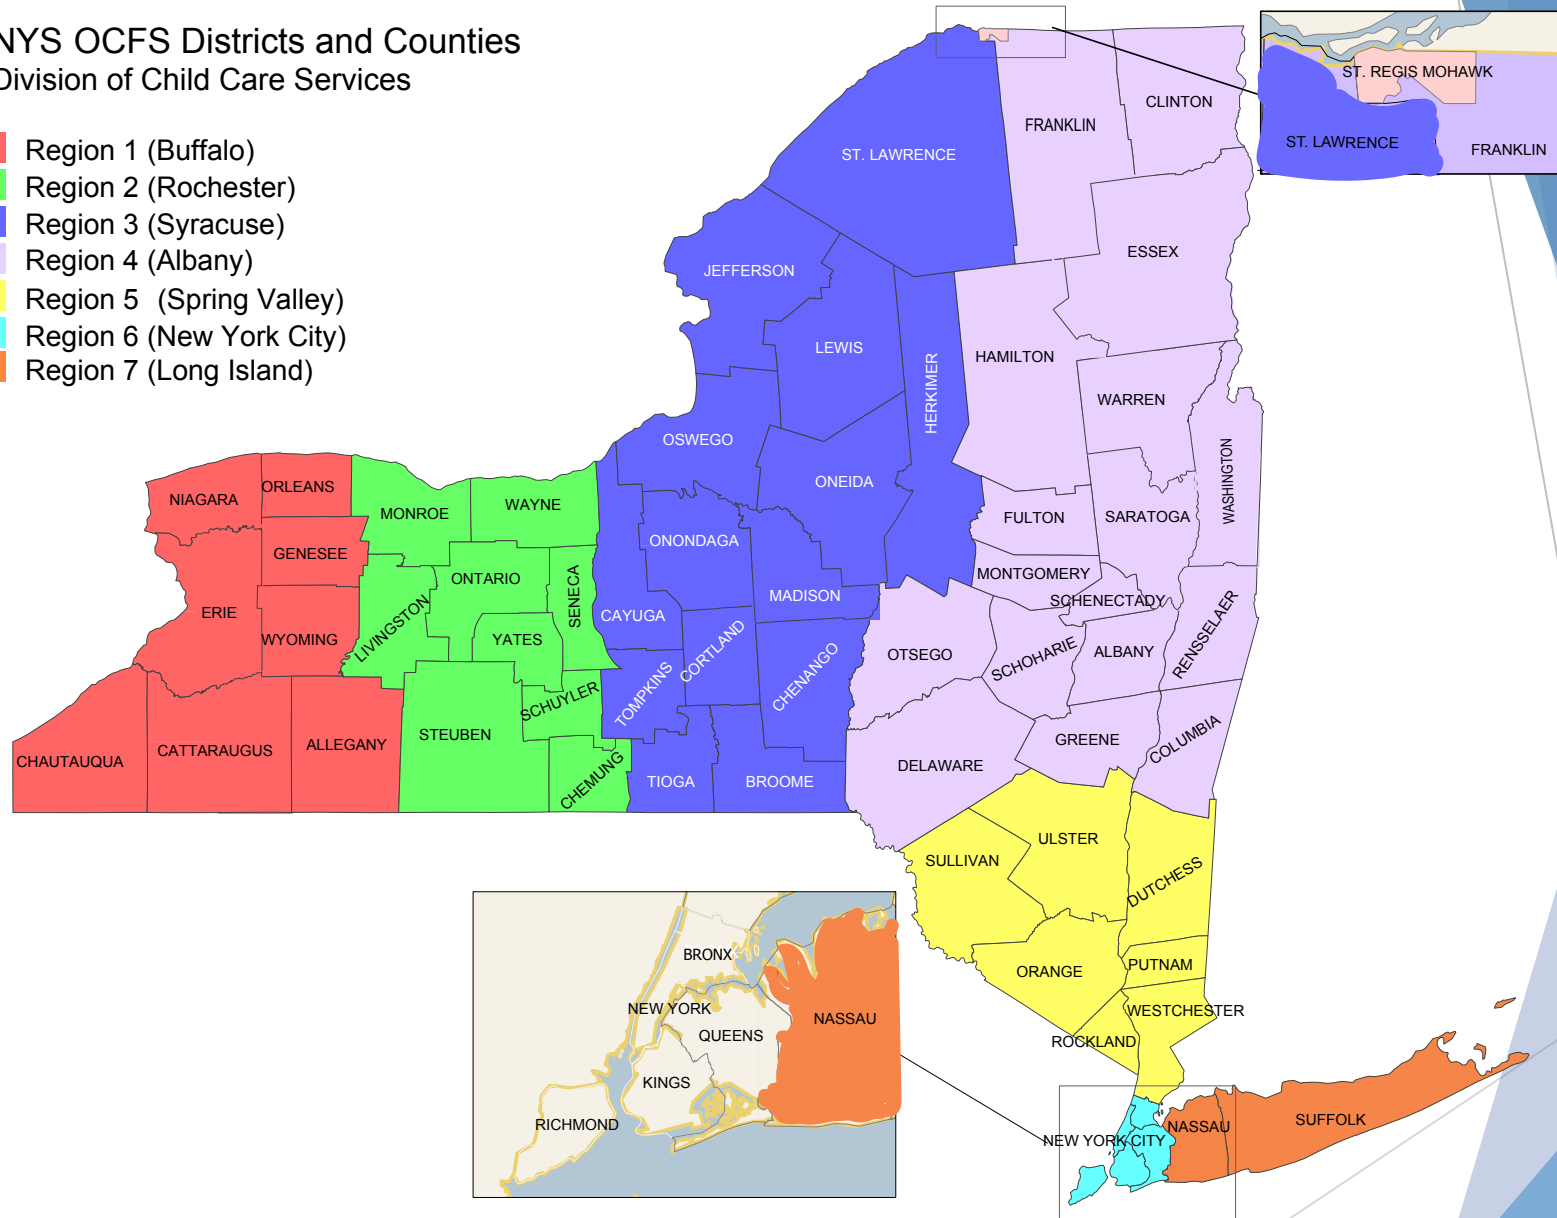 NYS OCFS Districts and Counties
Division of Child Care Services
Region 1 (Buffalo)
Region 2 (Rochester)
Region 3 (Syracuse)
Region 4 (Albany)
Region 5 (Spring Valley)
Region 6 (New York City)
Region 7 (Long Island)
ST. REGIS MOHAWK
ST. LAWRENCE
FRANKLIN
CLINTON
FRANKLIN
ST. LAWRENCE
ESSEX
JEFFERSON
LEWIS
HERKIMER
HAMILTON
WARREN
WASHINGTON
OSWEGO
ONEIDA
FULTON
SARATOGA
NIAGARA
ORLEANS
MONROE
WAYNE
GENESEE
ONTARIO
SENECA
ONONDAGA
MADISON
MONTGOMERY
SCHENECTADY
ERIE
WYOMING
LIVINGSTON
YATES
CAYUGA
CORTLAND
CHENANGO
OTSEGO
SCHOHARIE
ALBANY
RENSSELAER
CHAUTAUQUA
CATTARAUGUS
ALLEGANY
STEUBEN
SCHUYLER
CHEMUNG
TOMPKINS
TIOGA
BROOME
DELAWARE
GREENE
COLUMBIA
SULLIVAN
ULSTER
DUTCHESS
ORANGE
PUTNAM
WESTCHESTER
ROCKLAND
BRONX
NEW YORK
QUEENS
NASSAU
KINGS
RICHMOND
NEW YORK CITY
NASSAU
SUFFOLK